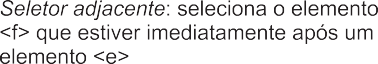 Seletor adjacente: seleciona o elemento
<f> que estiver imediatamente após um
elemento <e>